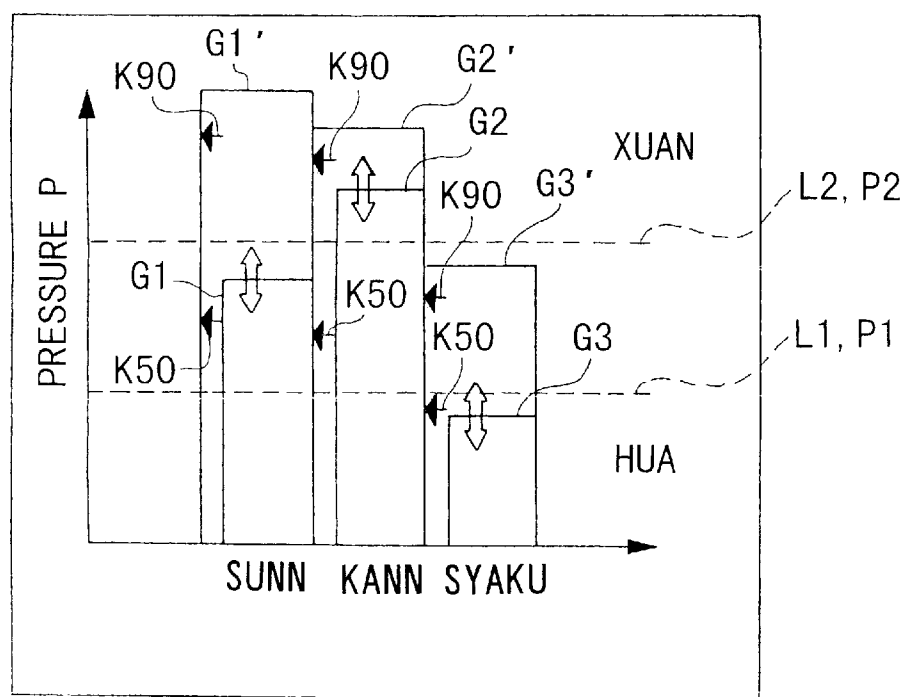 G1′
K90
K90
G2′
G2
XUAN
K90
L2, P2
G3′
PRESSURE P
G1
K50
K50
K50
G3
L1, P1
HUA
SUNN KANN SYAKU